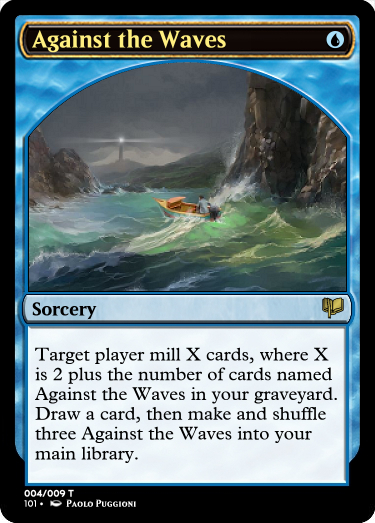 Against the Waves
Sorcery
Target player mill X cards, where X
is 2 plus the number of cards named
Against the Waves in your graveyard.
Draw a card, then make and shuffle
three Against the Waves into your
main library.
004/009 T
101 • Paolo Puggioni